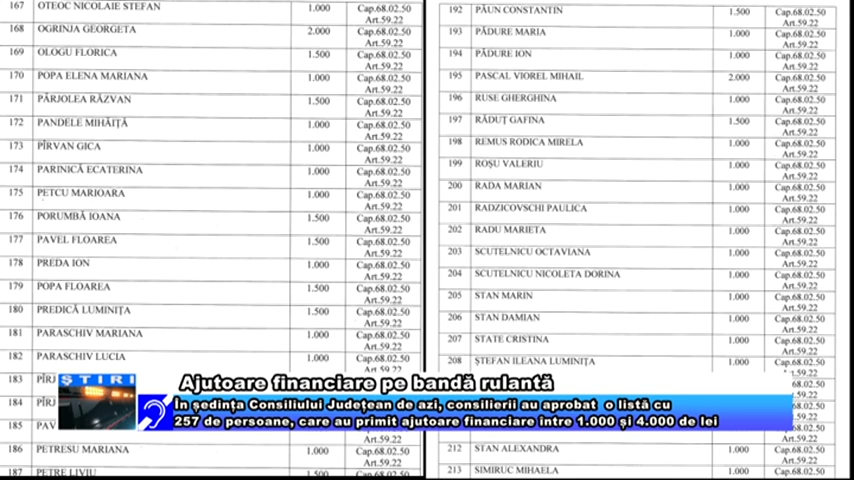 167 OTEOC NICOLAIE STEFAN 1.000 Cap.68.02.50 Art.59.22
168 OGRINJA GEORGETA 2.000 Cap.68.02.50 Art.59.22
169 OLOGU FLORICA 1.500 Cap.68.02.50 Art.59.22
170 POPA ELENA MARIANA 1.000 Cap.68.02.50 Art.59.22
171 PÂRJOLEA RĂZVAN 1.500 Cap.68.02.50 Art.59.22
172 PANDELE MIHĂIȚĂ 1.000 Cap.68.02.50 Art.59.22
173 PÎRVAN GICA 1.000 Cap.68.02.50 Art.59.22
174 PARINICĂ ECATERINA 1.000 Cap.68.02.50 Art.59.22
175 PETCU MARIOARA 1.000 Cap.68.02.50 Art.59.22
176 PORUMBĂ IOANA 1.500 Cap.68.02.50 Art.59.22
177 PAVEL FLOAREA 1.500 Cap.68.02.50 Art.59.22
178 PREDA ION 1.000 Cap.68.02.50 Art.59.22
179 POPA FLOAREA 1.500 Cap.68.02.50 Art.59.22
180 PREDICĂ LUMINIȚA 1.500 Cap.68.02.50 Art.59.22
181 PARASCHIV MARIANA 1.000 Cap.68.02.50 Art.59.22
182 PARASCHIV LUCIA 1.000 Cap.68.02.50 Art.59.22
183 PÎRJ
184 PÎRJ
185 PAV
Art.59.22
186 PETRESU MARIANA 1.000 Cap.68.02.50 Art.59.22
187 PETRE LIVIU 1.500 Cap.68.02.50
192 PĂUN CONSTANTIN 1.500 Cap.68.02.50 Art.59.22
193 PĂDURE MARIA 1.000 Cap.68.02.50 Art.59.22
194 PĂDURE ION 1.000 Cap.68.02.50 Art.59.22
195 PASCAL VIOREL MIHAIL 2.000 Cap.68.02.50 Art.59.22
196 RUSE GHERGHINA 1.000 Cap.68.02.50 Art.59.22
197 RĂDUȚ GAFINA 1.500 Cap.68.02.50 Art.59.22
198 REMUS RODICA MIRELA 1.000 Cap.68.02.50 Art.59.22
199 ROȘU VALERIU 1.000 Cap.68.02.50 Art.59.22
200 RADA MARIAN 1.000 Cap.68.02.50 Art.59.22
201 RADZICOVSCHI PAULICA 1.000 Cap.68.02.50 Art.59.22
202 RADU MARIETA 1.000 Cap.68.02.50 Art.59.22
203 SCUTELNICU OCTAVIANA 1.000 Cap.68.02.50 Art.59.22
204 SCUTELNICU NICOLETA DORINA 1.000 Cap.68.02.50 Art.59.22
205 STAN MARIN 1.000 Cap.68.02.50 Art.59.22
206 STAN DAMIAN 1.000 Cap.68.02.50 Art.59.22
207 STATE CRISTINA 1.000 Cap.68.02.50 Art.59.22
208 ȘTEFAN ILEANA LUMINIȚA 1.000 Cap.68.02.50
212 STAN ALEXANDRA 1.000 Cap.68.02.50 Art.59.22
213 SIMIRUC MIHAELA 1.000 Cap.68.02.50 Art.59.22
ȘTIRI
Ajutoare financiare pe bandă rulantă
În ședința Consiliului Județean de azi, consilierii au aprobat o listă cu
257 de persoane, care au primit ajutoare financiare între 1.000 și 4.000 de lei